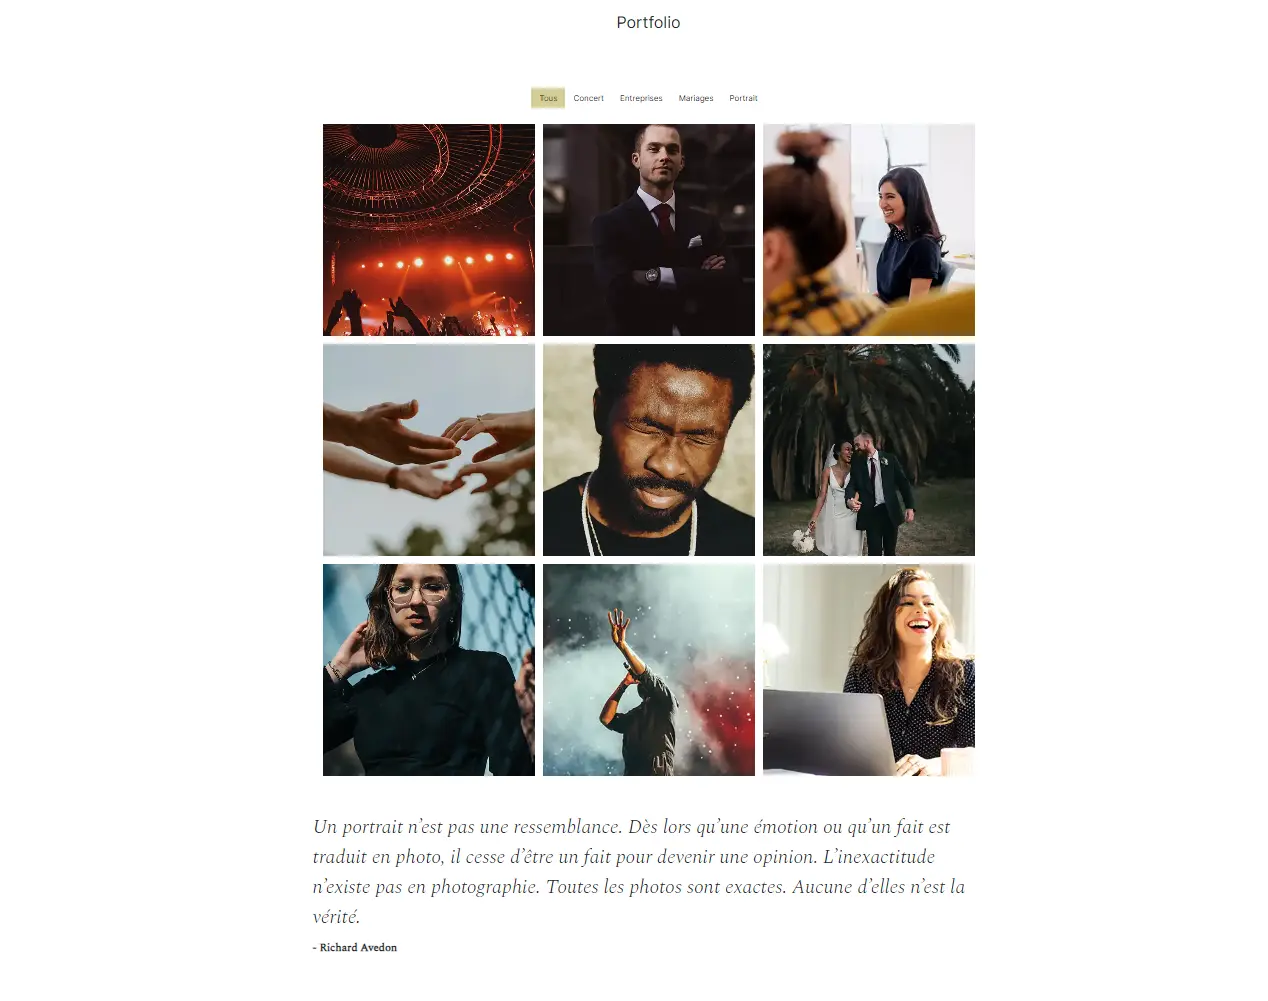 Portfolio
Tous Concert Entreprises Mariages Portrait
Un portrait n’est pas une ressemblance. Dès lors qu’une émotion ou qu’un fait est
traduit en photo, il cesse d’être un fait pour devenir une opinion. L’inexactitude
n’existe pas en photographie. Toutes les photos sont exactes. Aucune d’elles n’est la
vérité.
- Richard Avedon